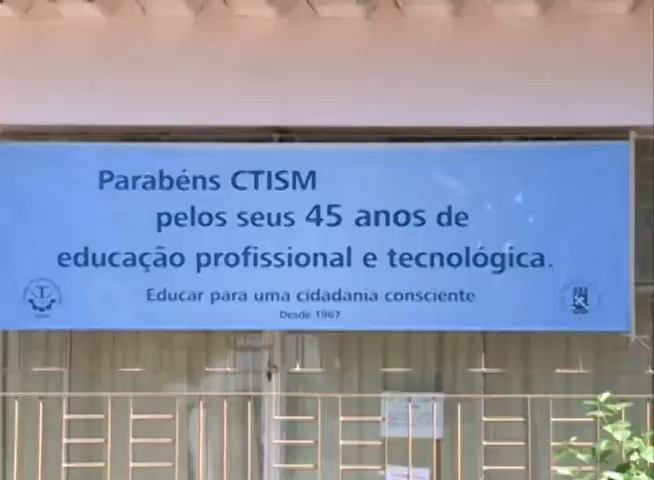 Parabéns CTISM
pelos seus 45 anos de
educação profissional e tecnológica.
Educar para uma cidadania consciente
Desde 1967